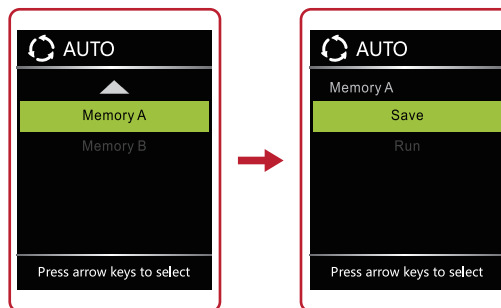 AUTO
Memory A
Memory B
Press arrow keys to select
AUTO
Memory A
Save
Run
Press arrow keys to select